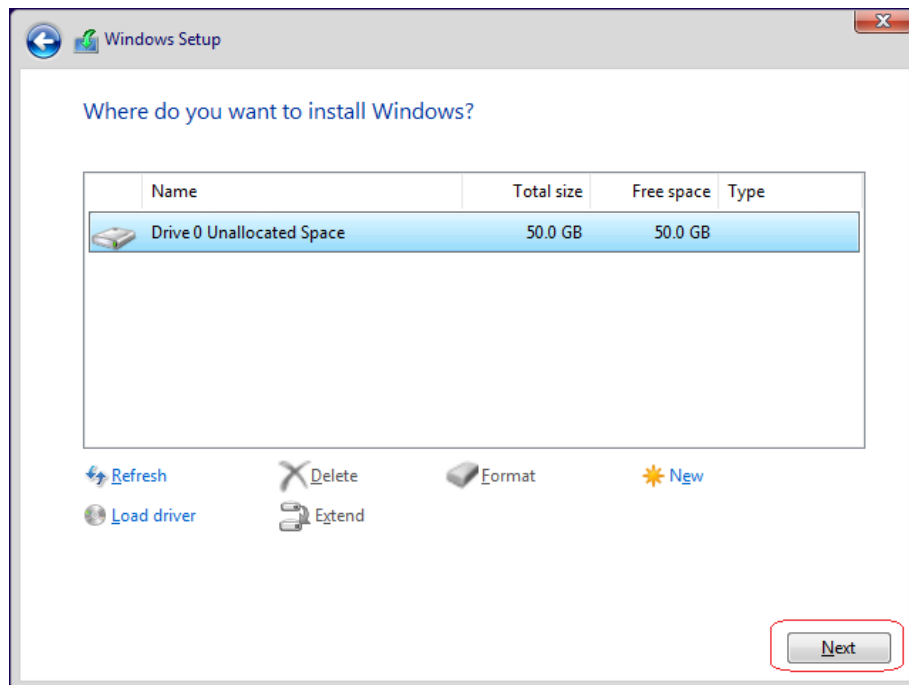 Windows Setup
Where do you want to install Windows?
Name Total size Free space Type
Drive 0 Unallocated Space 50.0 GB 50.0 GB
Refresh Delete Format New
Load driver Extend
Next